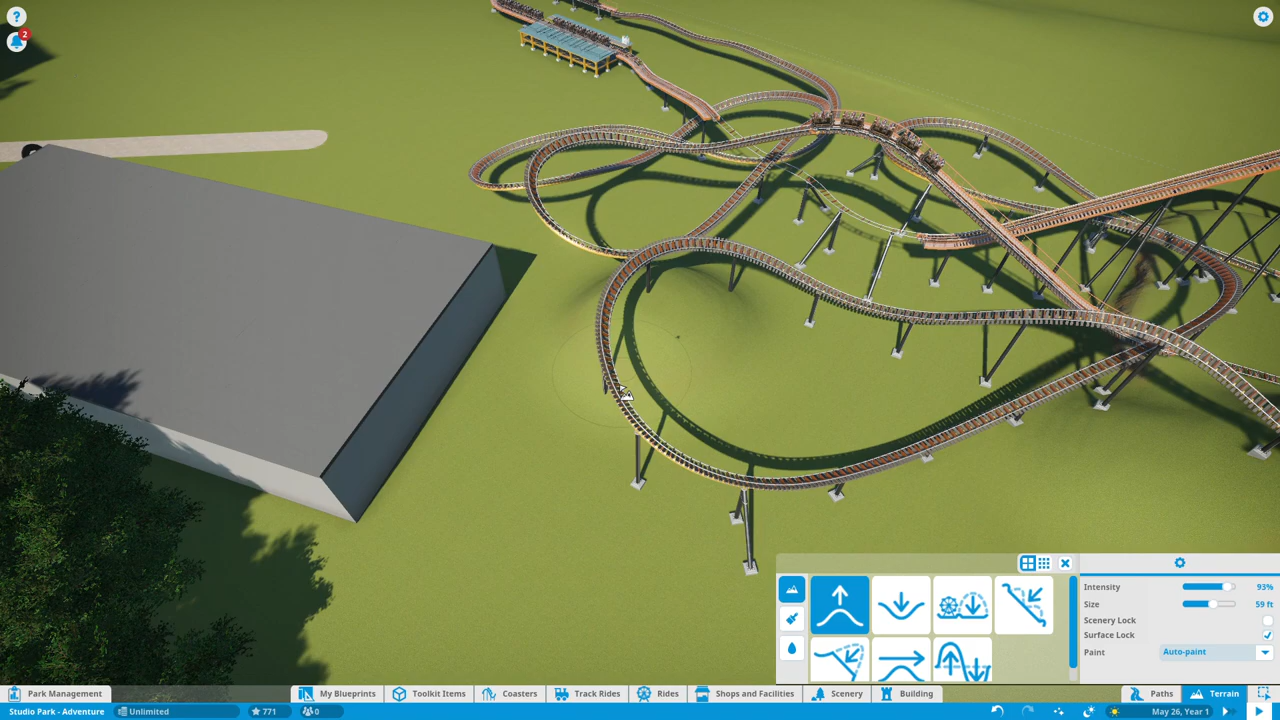 ?
2
Intensity 93%
Size 59 ft
Scenery Lock
Surface Lock
Paint Auto-paint
Park Management My Blueprints Toolkit Items Coasters Track Rides Rides Shops and Facilities Scenery Building Paths Terrain
Studio Park - Adventure Unlimited 771 0 May 26, Year 1